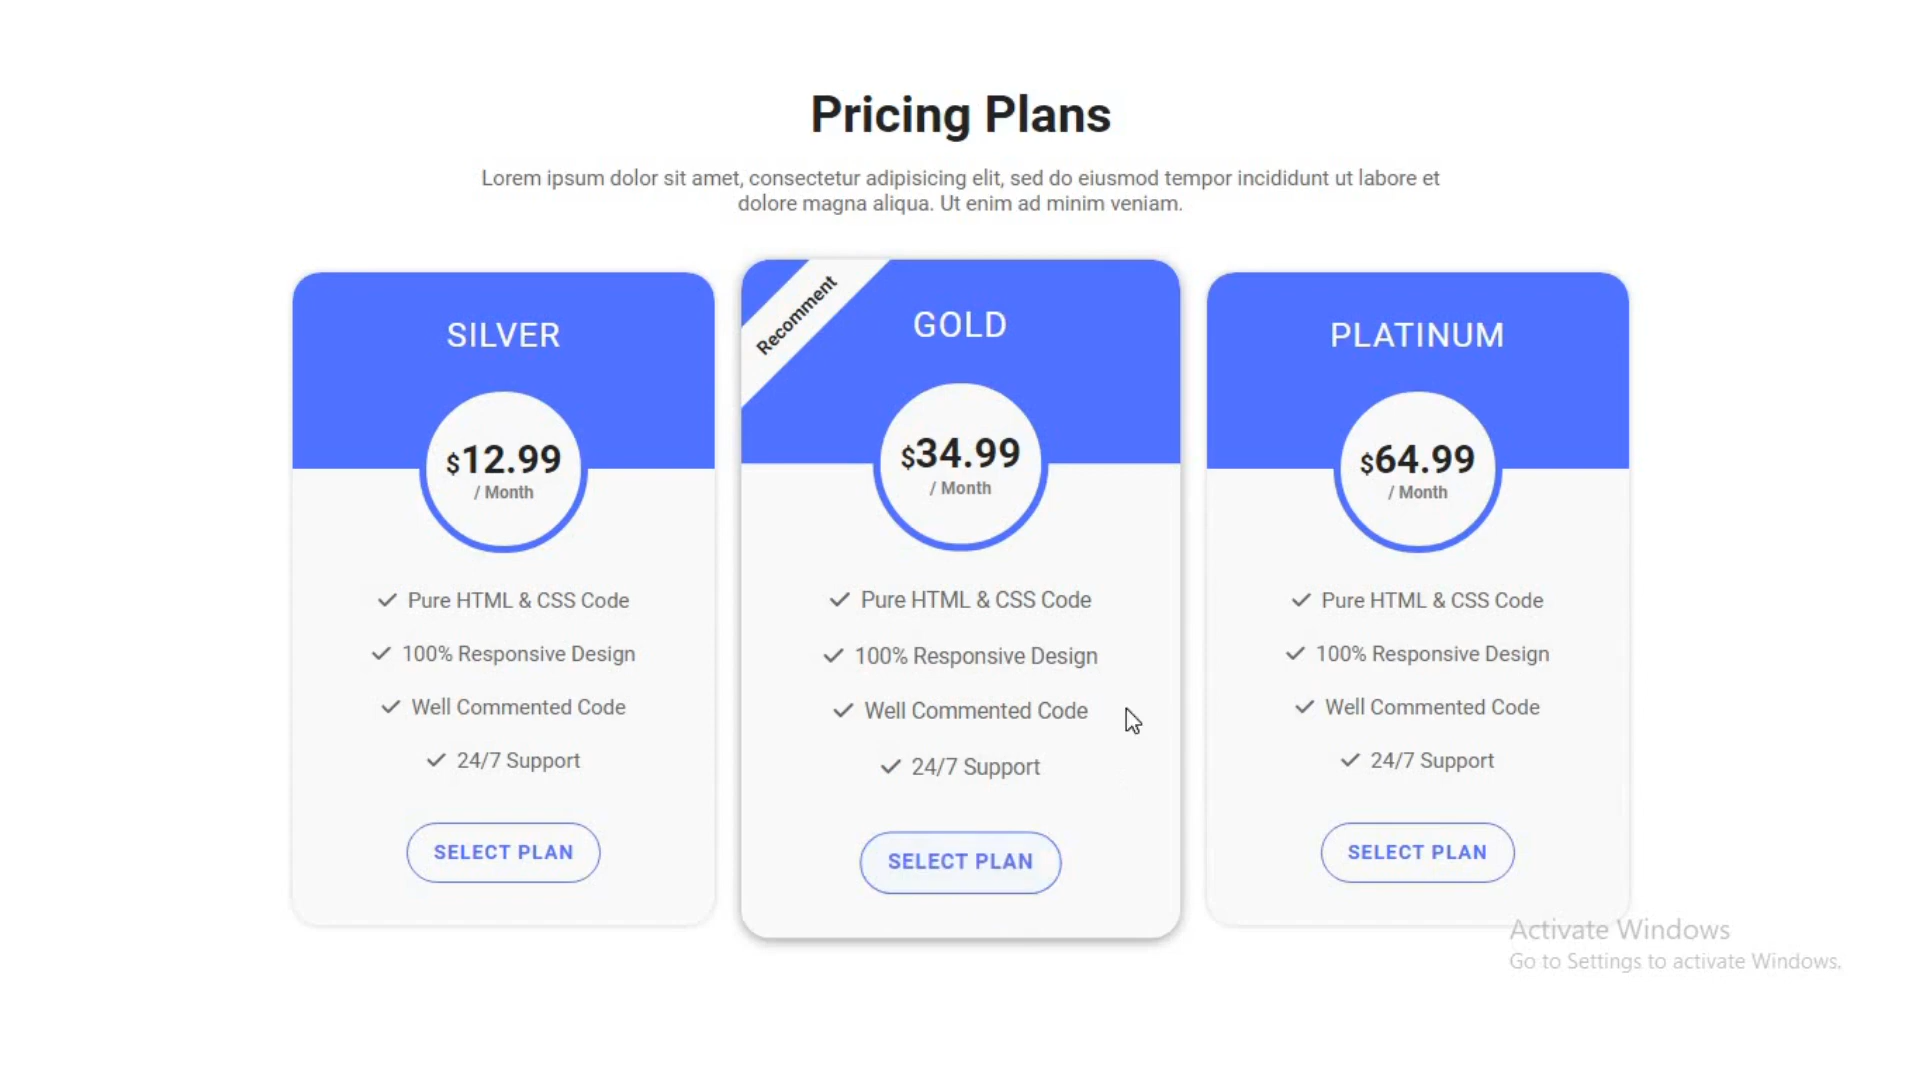 Pricing Plans
Lorem ipsum dolor sit amet, consectetur adipisicing elit, sed do eiusmod tempor incididunt ut labore et
dolore magna aliqua. Ut enim ad minim veniam.
SILVER
$12.99
/ Month
Pure HTML & CSS Code
100% Responsive Design
Well Commented Code
24/7 Support
SELECT PLAN
Recomment
GOLD
$34.99
/ Month
Pure HTML & CSS Code
100% Responsive Design
Well Commented Code
24/7 Support
SELECT PLAN
PLATINUM
$64.99
/ Month
Pure HTML & CSS Code
100% Responsive Design
Well Commented Code
24/7 Support
SELECT PLAN
Activate Windows
Go to Settings to activate Windows.